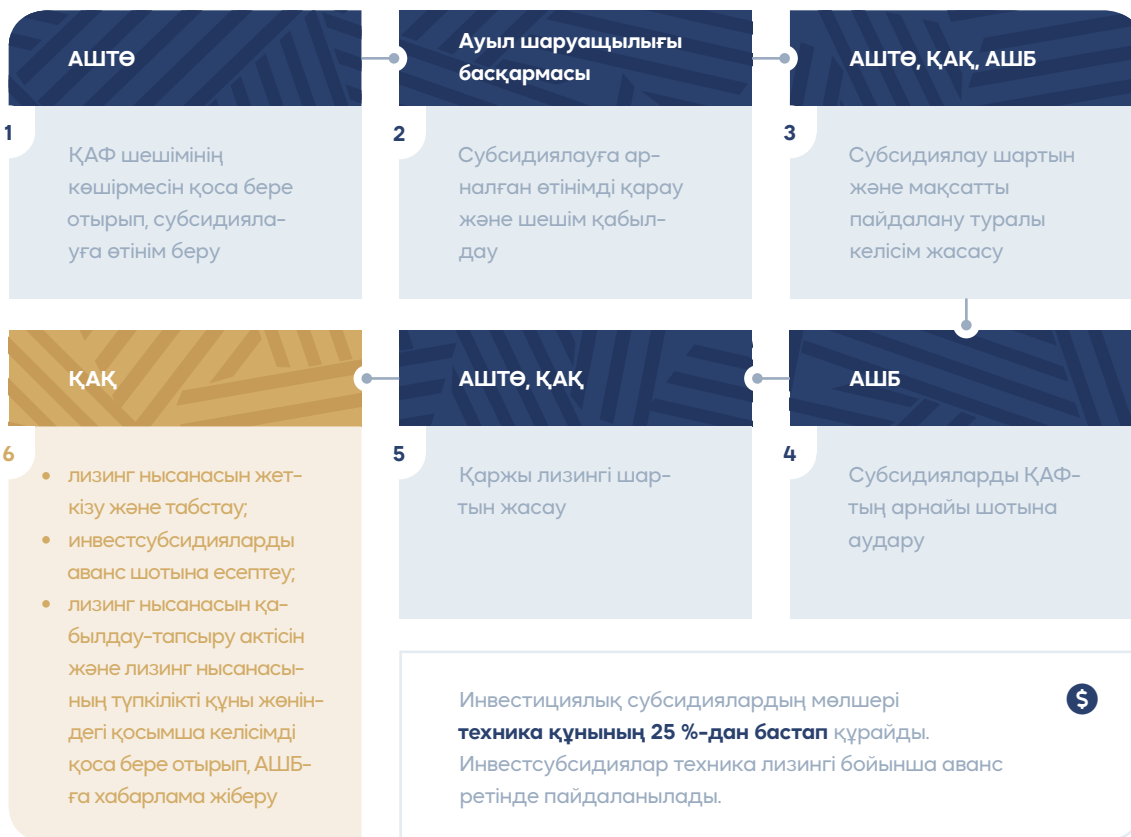 АШТӨ
1
ҚАФ шешімінің
көшірмесін қоса бере
отырып, субсидияла-
уға өтінім беру
Ауыл шаруащылығы
басқармасы
2
Субсидиялауға ар-
налған өтінімді қарау
және шешім қабыл-
дау
АШТӨ, ҚАҚ, АШБ
3
Субсидиялау шартын
және мақсатты
пайдалану туралы
келісім жасасу
АШБ
4
Субсидияларды ҚАФ-
тың арнайы шотына
аудару
АШТӨ, ҚАҚ
5
Қаржы лизингі шар-
тын жасау
ҚАҚ
6
• лизинг нысанасын жет-
кізу және табстау;
• инвестсубсидияларды
аванс шотына есептеу;
• лизинг нысанасын қа-
былдау-тапсыру актісін
және лизинг нысанасы-
ның түпкілікті құны жөнін-
дегі қосымша келісімді
қоса бере отырып, АШБ-
ға хабарлама жіберу
Инвестициялық субсидиялардың мөлшері
техника құнының 25 %-дан бастап құрайды.
Инвестсубсидиялар техника лизингі бойынша аванс
ретінде пайдаланылады.
$